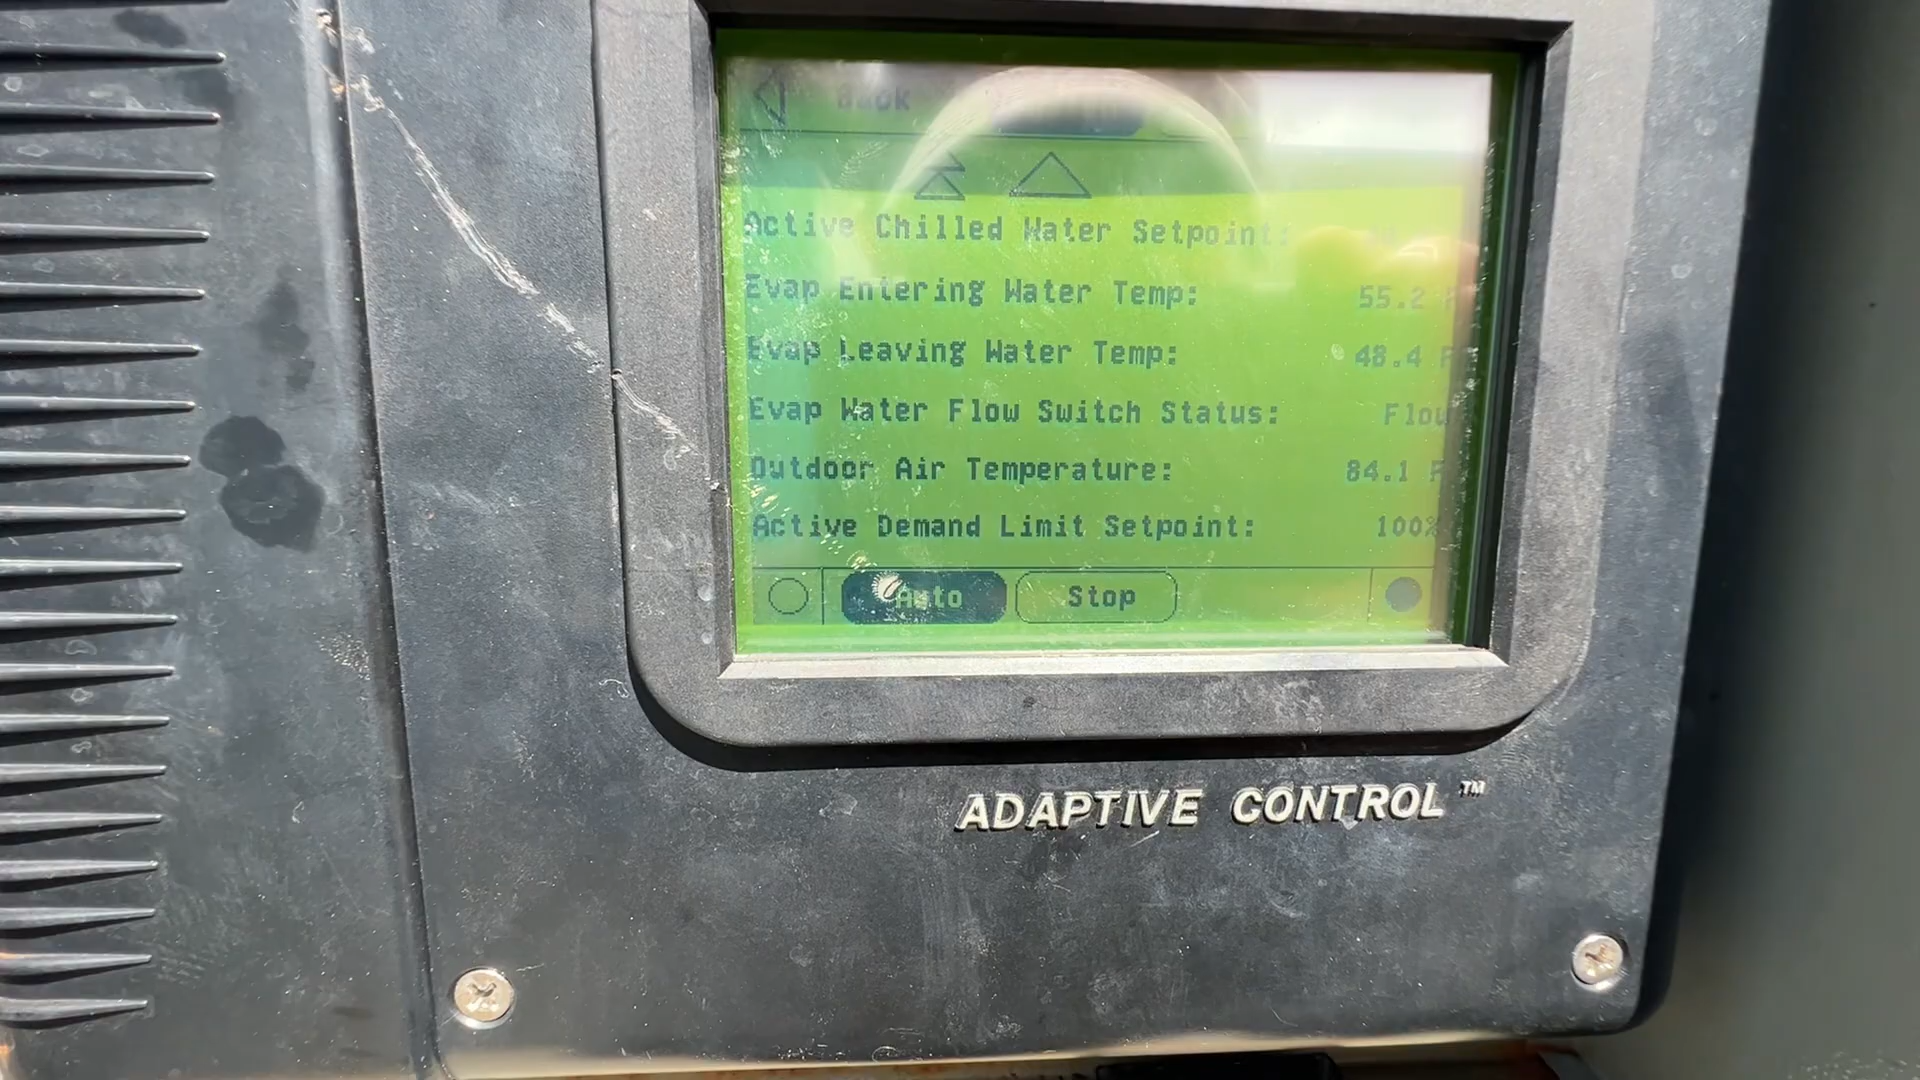 Back
Active Chilled Water Setpoint:
Evap Entering Water Temp: 55.2 F
Evap Leaving Water Temp: 48.4 F
Evap Water Flow Switch Status: Flow
Outdoor Air Temperature: 84.1 F
Active Demand Limit Setpoint: 100%
Auto Stop
ADAPTIVE CONTROL™